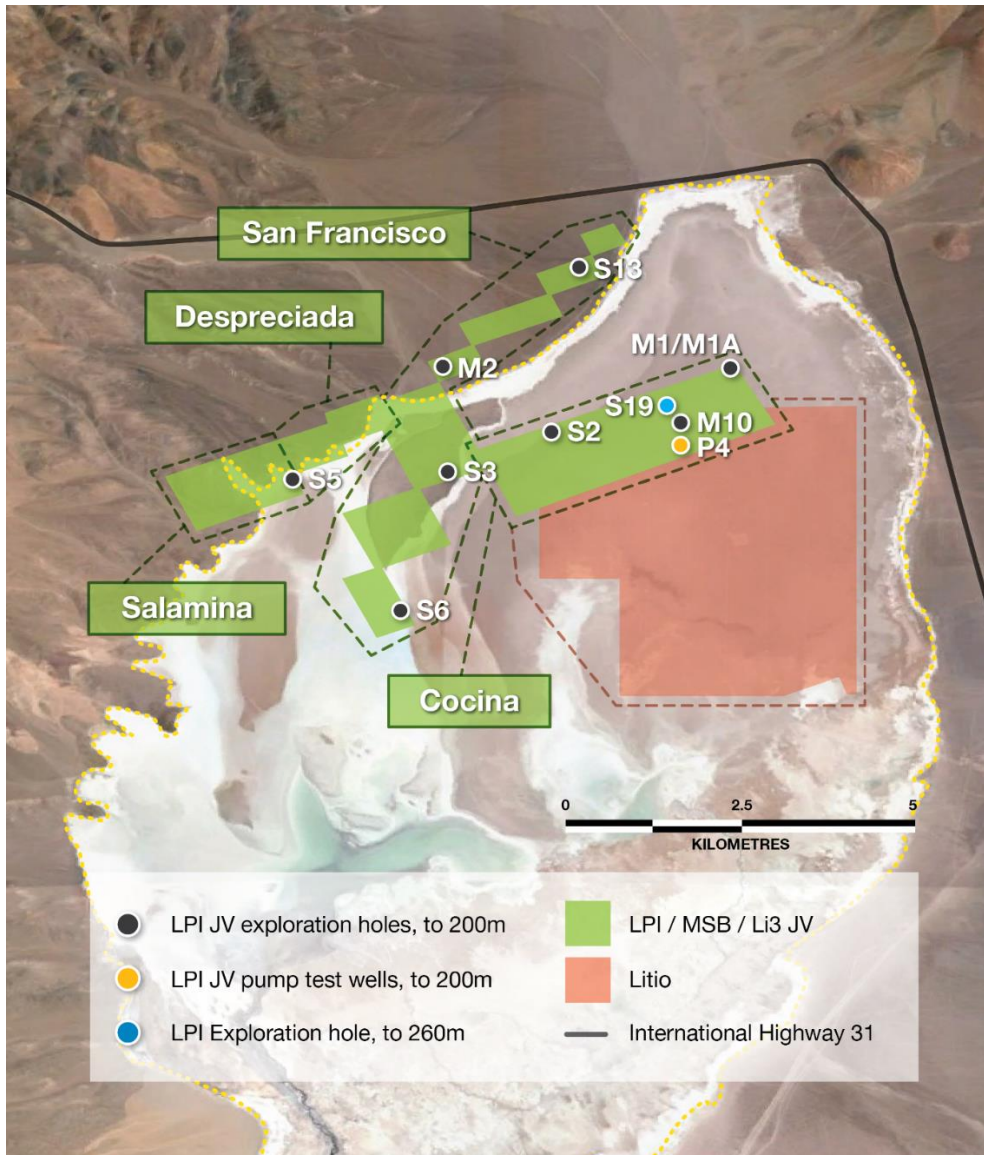 San Francisco
S13
Despreciada
M1/M1A
M2
S19
M10
S2
P4
S3
S5
Salamina
S6
Cocina
0 2.5 5
KILOMETRES
LPI JV exploration holes, to 200m
LPI JV pump test wells, to 200m
LPI Exploration hole, to 260m
LPI / MSB / Li3 JV
Litio
International Highway 31